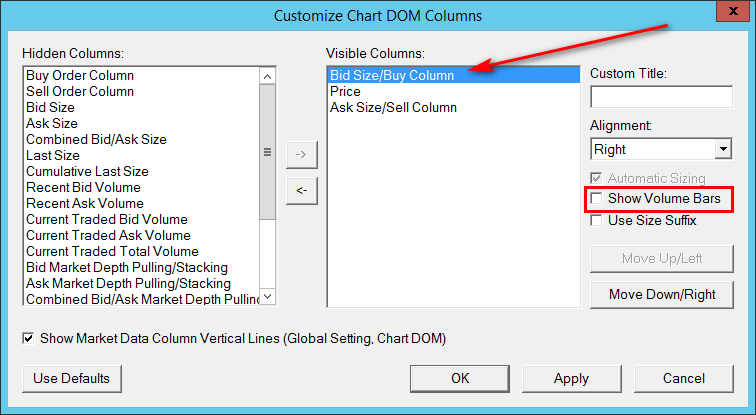 Customize Chart DOM Columns
x
Hidden Columns:
Buy Order Column
Sell Order Column
Bid Size
Ask Size
Combined Bid/Ask Size
Last Size
Cumulative Last Size
Recent Bid Volume
Recent Ask Volume
Current Traded Bid Volume
Current Traded Ask Volume
Current Traded Total Volume
Bid Market Depth Pulling/Stacking
Ask Market Depth Pulling/Stacking
Combined Bid/Ask Market Depth Pulling
->
<-
Visible Columns:
Bid Size/Buy Column
Price
Ask Size/Sell Column
Custom Title:
Alignment:
Right
Automatic Sizing
Show Volume Bars
Use Size Suffix
Move Up/Left
Move Down/Right
Show Market Data Column Vertical Lines (Global Setting, Chart DOM)
Use Defaults
OK
Apply
Cancel